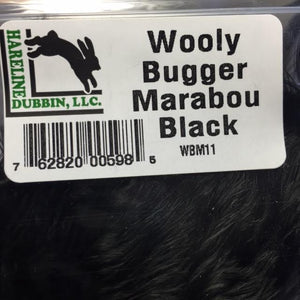 HARELINE
DUBBIN, LLC.
Wooly
Bugger
Marabou
Black
WBM11
7 62820 00598 5